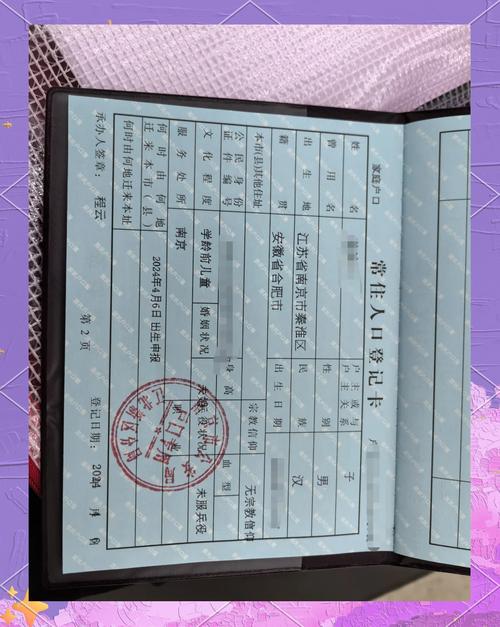 常住人口登记卡
家庭户口
姓名
户主或与户主关系 子
曾用名
性别 男
出生地 江苏省南京市秦淮区
民族 汉
籍贯 安徽省合肥市
出生日期
本市(县)其他住址
宗教信仰 无宗教信仰
公民身份证件编号
身高
血型
文化程度 学龄前儿童
婚姻状况
兵役状况 未服兵役
服务处所 南京
何时由何地迁来本市(县) 2024年4月6日 出生申报
何时由何地迁来本址
承办人签章: 程云
第 2 页
登记日期: 2024